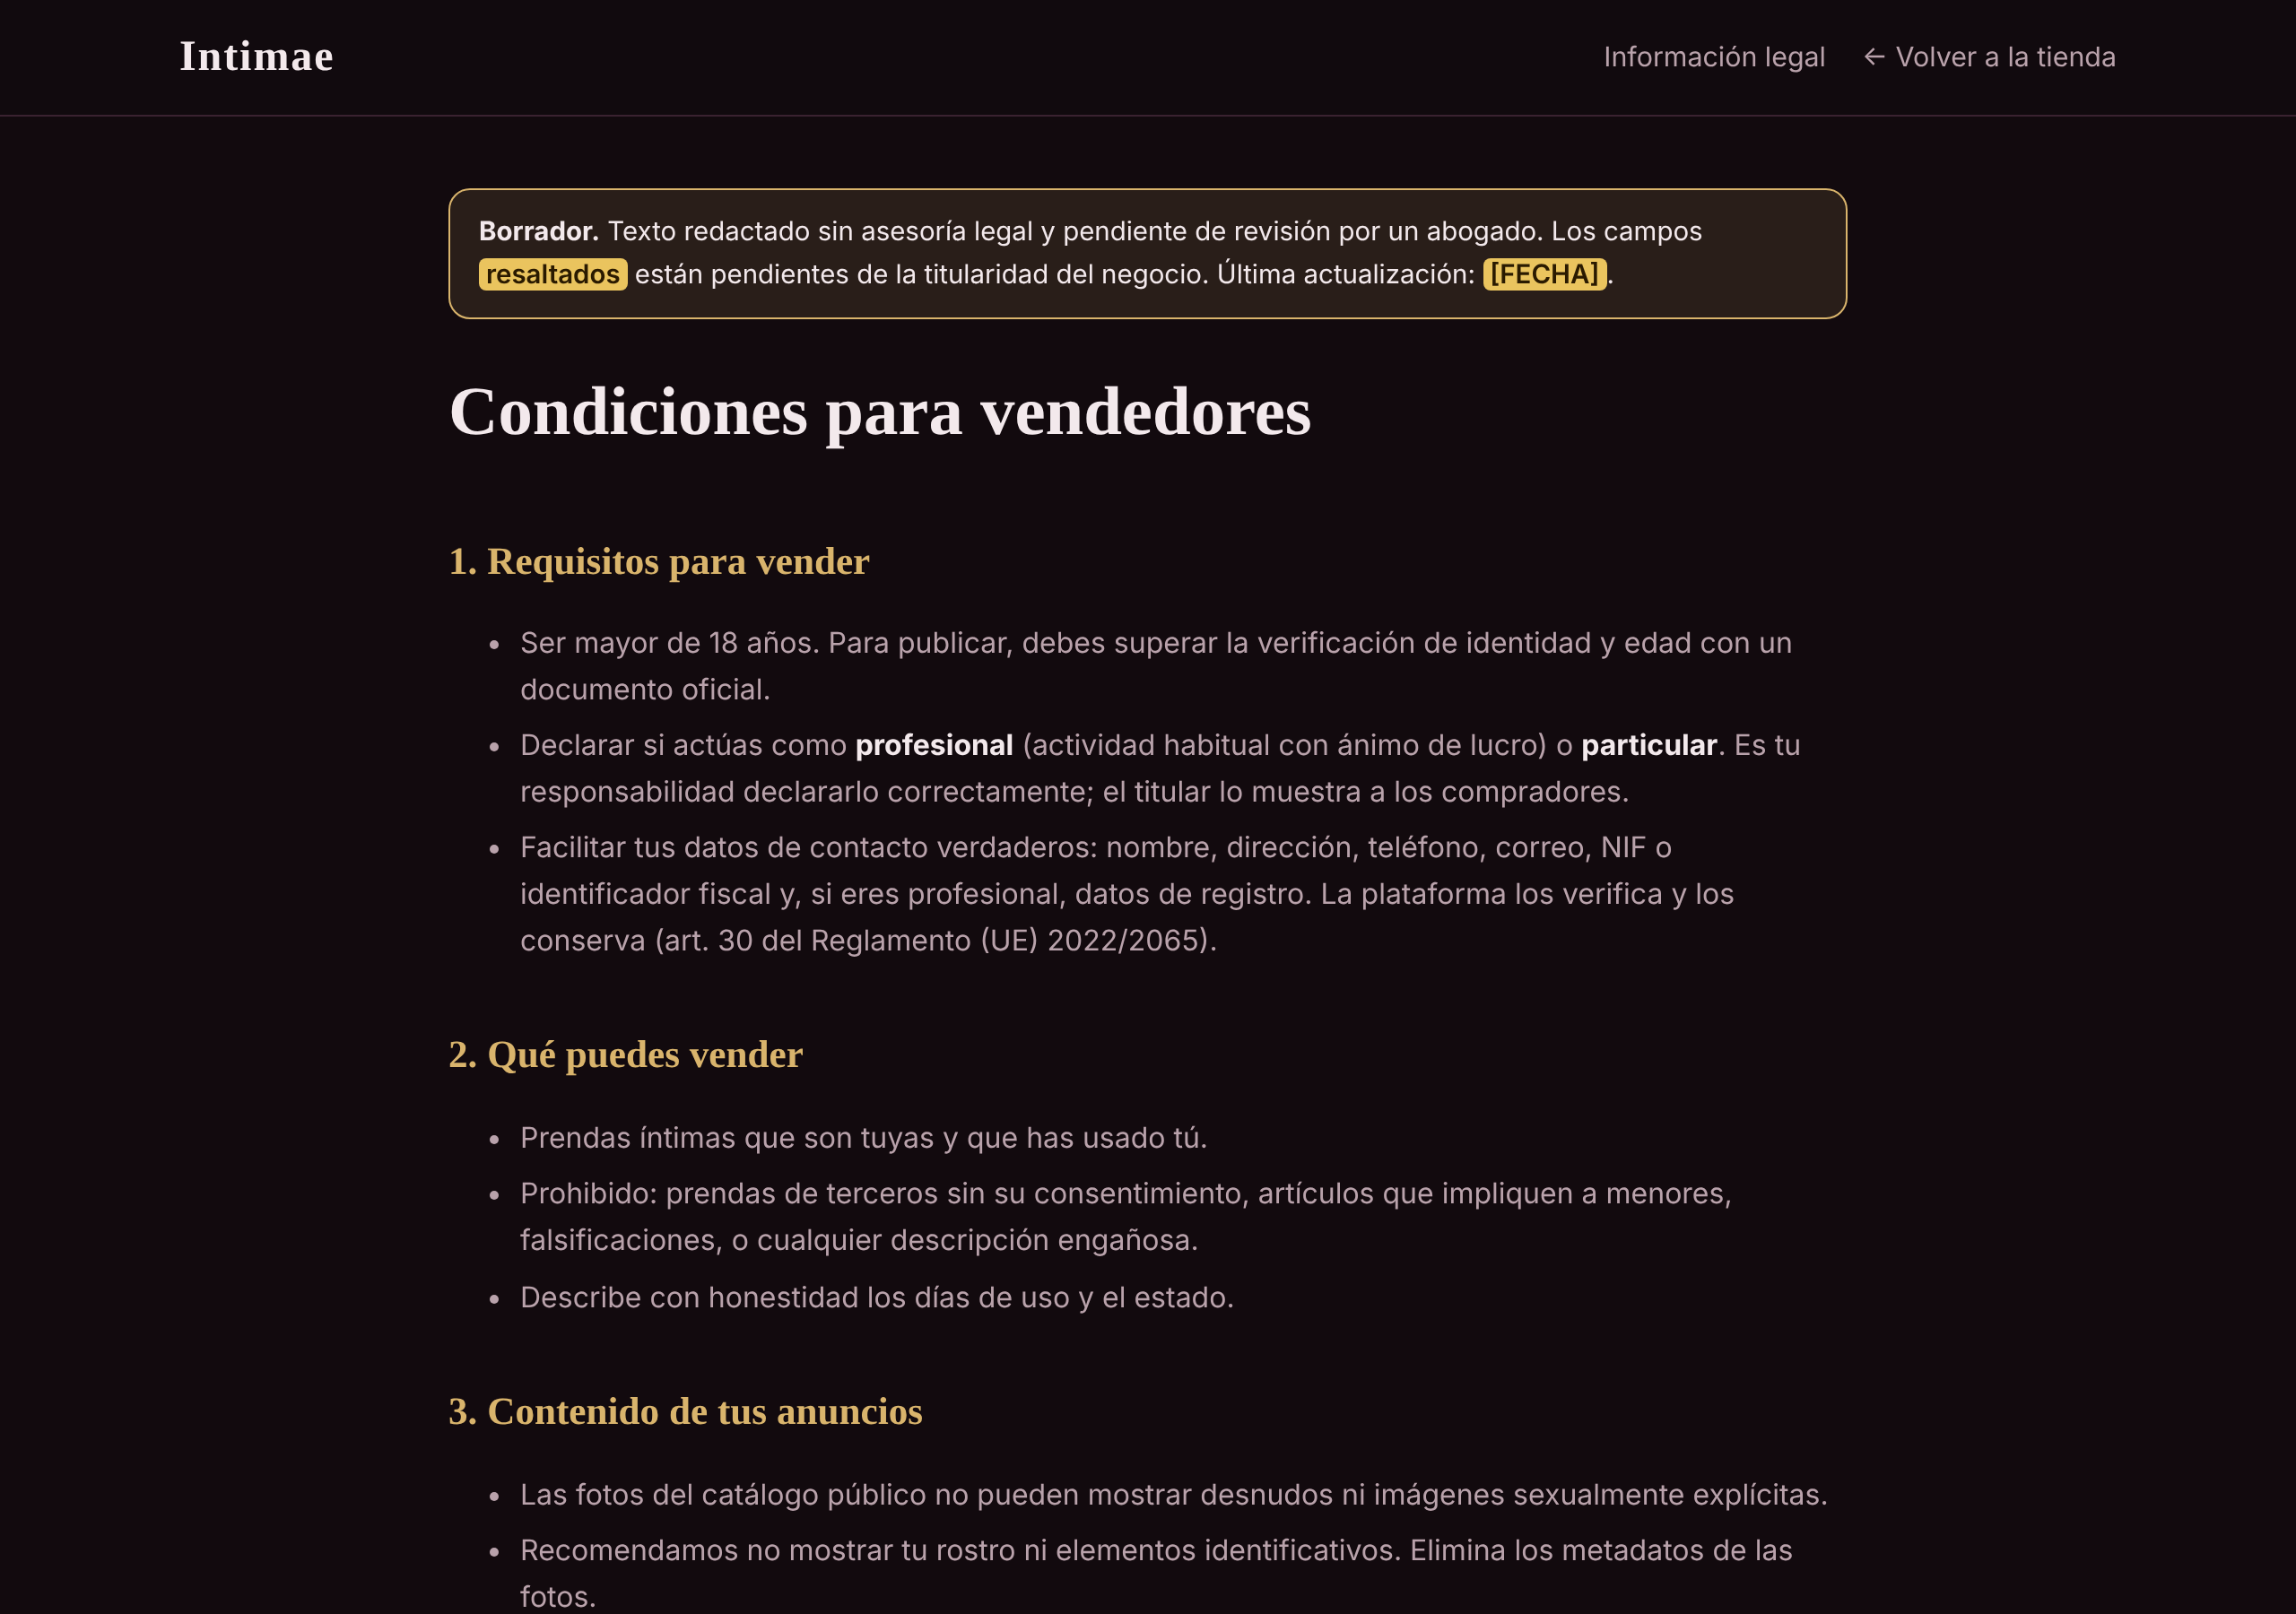 Intimae
Información legal
← Volver a la tienda
Borrador. Texto redactado sin asesoría legal y pendiente de revisión por un abogado. Los campos
resaltados están pendientes de la titularidad del negocio. Última actualización: [FECHA].
Condiciones para vendedores
1. Requisitos para vender
• Ser mayor de 18 años. Para publicar, debes superar la verificación de identidad y edad con un
documento oficial.
• Declarar si actúas como profesional (actividad habitual con ánimo de lucro) o particular. Es tu
responsabilidad declararlo correctamente; el titular lo muestra a los compradores.
• Facilitar tus datos de contacto verdaderos: nombre, dirección, teléfono, correo, NIF o
identificador fiscal y, si eres profesional, datos de registro. La plataforma los verifica y los
conserva (art. 30 del Reglamento (UE) 2022/2065).
2. Qué puedes vender
• Prendas íntimas que son tuyas y que has usado tú.
• Prohibido: prendas de terceros sin su consentimiento, artículos que impliquen a menores,
falsificaciones, o cualquier descripción engañosa.
• Describe con honestidad los días de uso y el estado.
3. Contenido de tus anuncios
• Las fotos del catálogo público no pueden mostrar desnudos ni imágenes sexualmente explícitas.
• Recomendamos no mostrar tu rostro ni elementos identificativos. Elimina los metadatos de las
fotos.